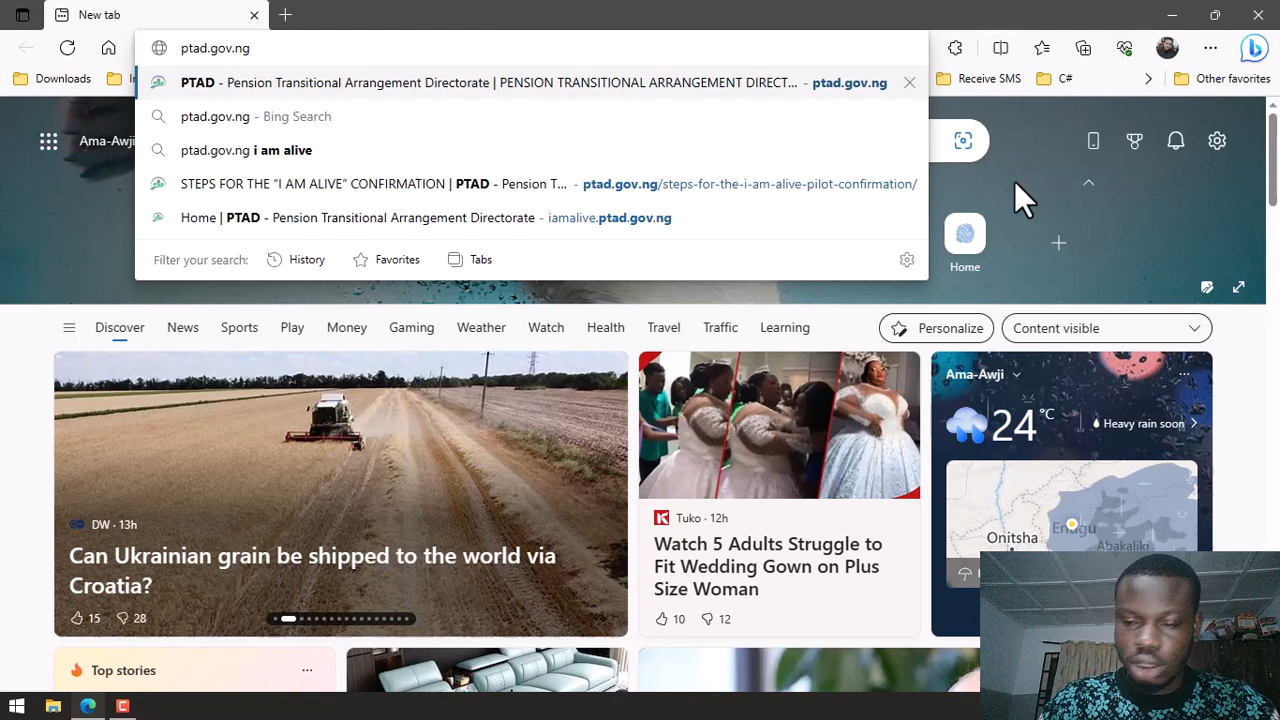 New tab
ptad.gov.ng
PTAD - Pension Transitional Arrangement Directorate | PENSION TRANSITIONAL ARRANGEMENT DIRECT... - ptad.gov.ng
ptad.gov.ng - Bing Search
ptad.gov.ng i am alive
STEPS FOR THE “I AM ALIVE” CONFIRMATION | PTAD - Pension T... - ptad.gov.ng/steps-for-the-i-am-alive-pilot-confirmation/
Home | PTAD - Pension Transitional Arrangement Directorate - iamalive.ptad.gov.ng
Filter your search: History Favorites Tabs
Downloads
Receive SMS
C#
Other favorites
Ama-Awji
Home
Discover News Sports Play Money Gaming Weather Watch Health Travel Traffic Learning
Personalize
Content visible
DW · 13h
Can Ukrainian grain be shipped to the world via
Croatia?
15 28
Tuko · 12h
Watch 5 Adults Struggle to
Fit Wedding Gown on Plus
Size Woman
10 12
Ama-Awji
24 °C
Heavy rain soon
Onitsha
Enugu
Abakaliki
Top stories